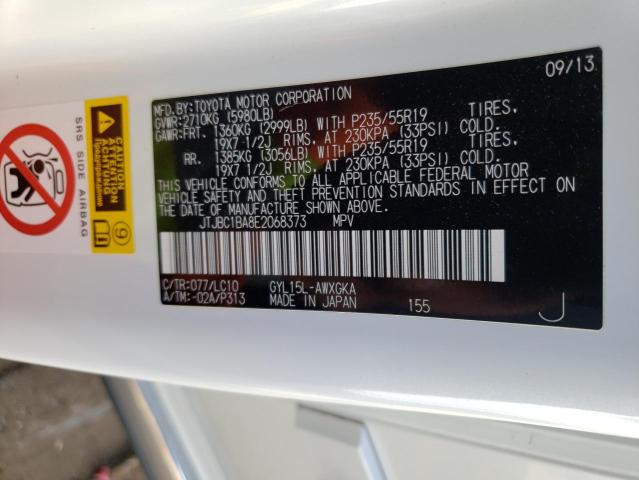 09/13
MFD.BY:TOYOTA MOTOR CORPORATION
GVWR:2710KG (5980LB)
GAWR:FRT. 1360KG (2999LB) WITH P235/55R19 TIRES,
19X7 1/2J RIMS, AT 230KPA (33PSI) COLD.
RR. 1385KG (3056LB) WITH P235/55R19 TIRES,
19X7 1/2J RIMS, AT 230KPA (33PSI) COLD.
THIS VEHICLE CONFORMS TO ALL APPLICABLE FEDERAL MOTOR
VEHICLE SAFETY AND THEFT PREVENTION STANDARDS IN EFFECT ON
THE DATE OF MANUFACTURE SHOWN ABOVE.
JTJBC1BA8E2068373 MPV
C/TR:077/LC10 GYL15L-AWXGKA
A/TM:-02A/P313 MADE IN JAPAN 155 J
SRS SIDE AIRBAG
CAUTION
ATTENTION
ACHTUNG
Предупреждение
9